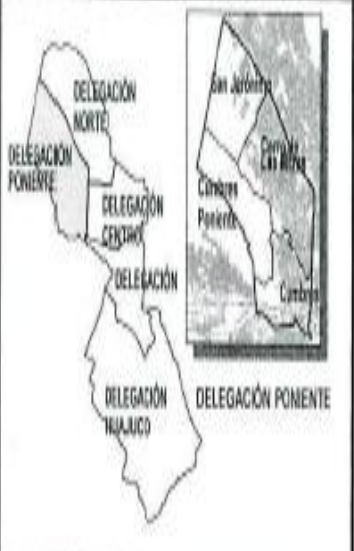 DELEGACIÓN
NORTE
DELEGACIÓN
PONIENTE
DELEGACIÓN
CENTRO
DELEGACIÓN
DELEGACIÓN
HUAJUCO
San Jerónimo
Cumbres
Poniente
Cumbres
DELEGACIÓN PONIENTE